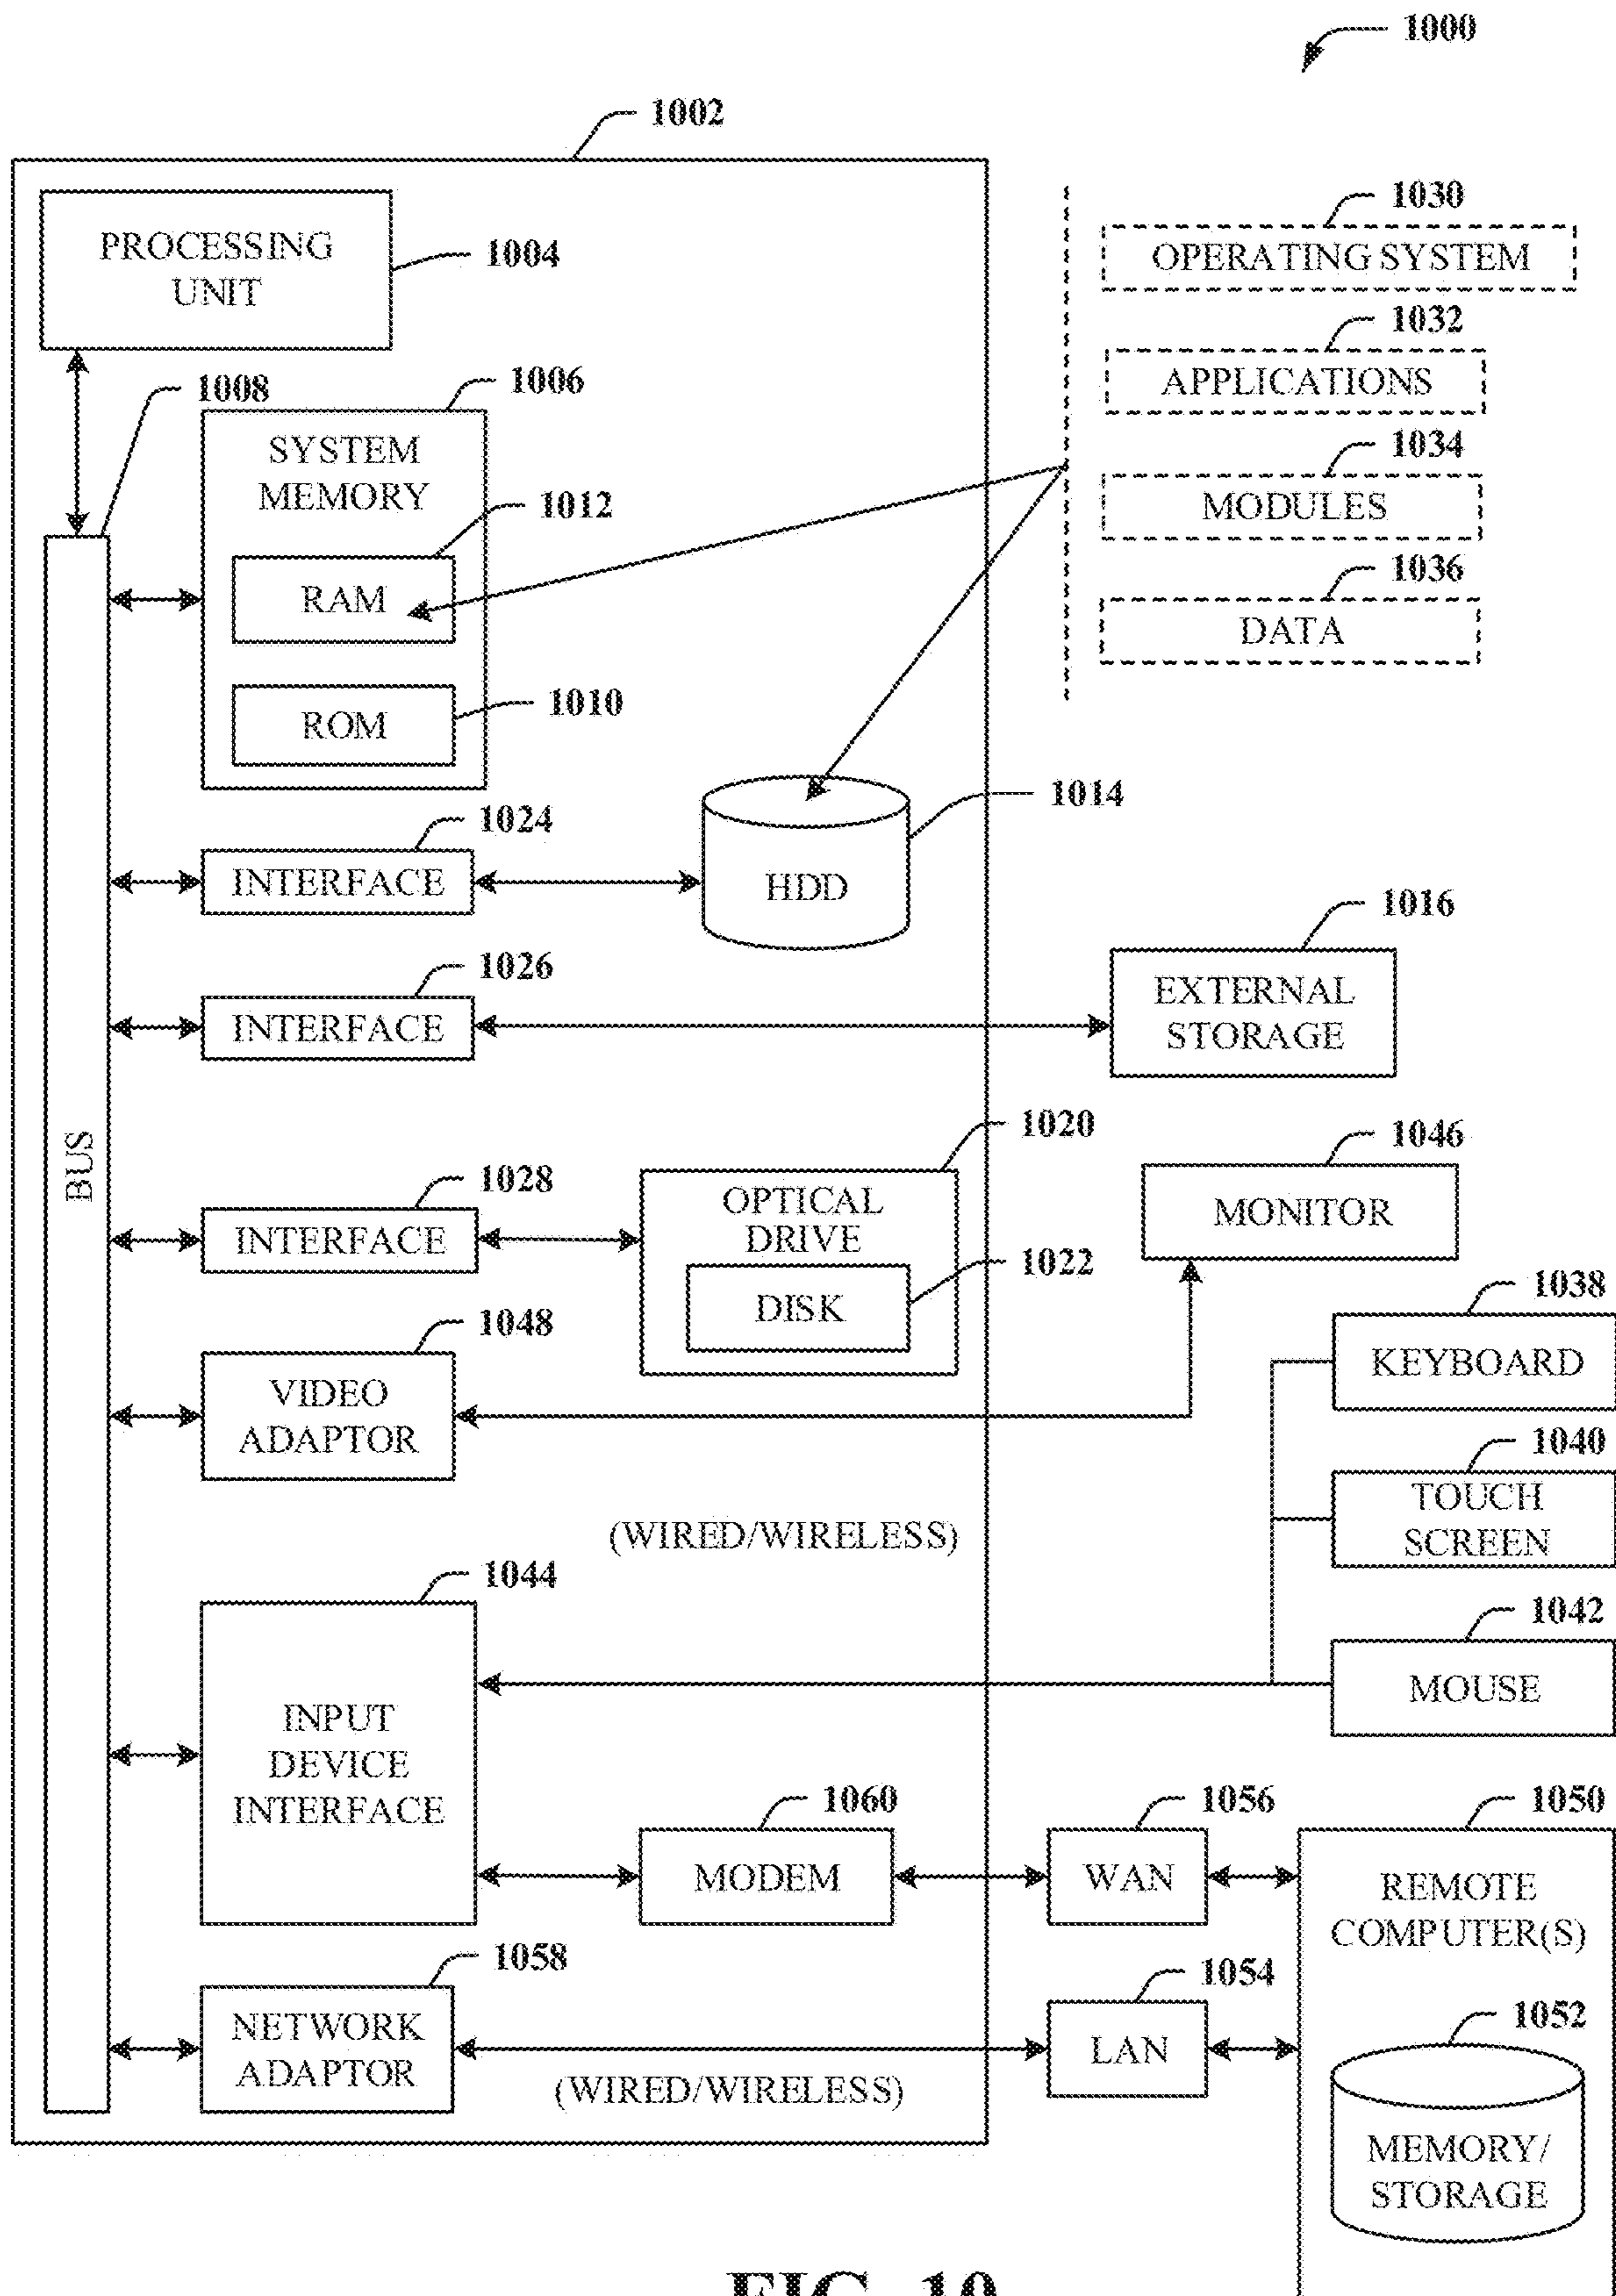 1000
1002
PROCESSING
UNIT
1004
1030
OPERATING SYSTEM
1032
APPLICATIONS
1034
MODULES
1036
DATA
1008
1006
SYSTEM
MEMORY
1012
RAM
1010
ROM
BUS
1024
INTERFACE
1014
HDD
1026
INTERFACE
1016
EXTERNAL
STORAGE
1028
INTERFACE
1020
OPTICAL
DRIVE
1022
DISK
1046
MONITOR
1048
VIDEO
ADAPTOR
1038
KEYBOARD
1040
TOUCH
SCREEN
(WIRED/WIRELESS)
1044
INPUT
DEVICE
INTERFACE
1042
MOUSE
1060
MODEM
1056
WAN
1050
REMOTE
COMPUTER(S)
1058
NETWORK
ADAPTOR
(WIRED/WIRELESS)
1054
LAN
1052
MEMORY/
STORAGE
FIG. 10